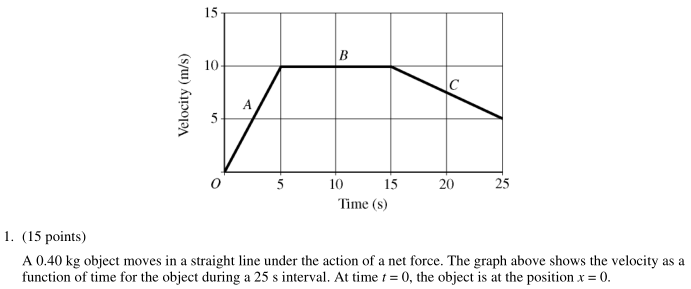 15
10
5
Velocity (m/s)
A
B
C
O 5 10 15 20 25
Time (s)
1. (15 points)
A 0.40 kg object moves in a straight line under the action of a net force. The graph above shows the velocity as a
function of time for the object during a 25 s interval. At time t = 0, the object is at the position x = 0.